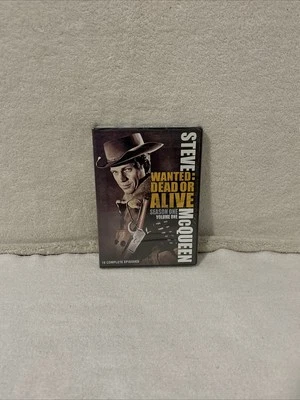 STEVE McQUEEN
WANTED:
DEAD OR
ALIVE
SEASON ONE
VOLUME ONE
18 COMPLETE EPISODES